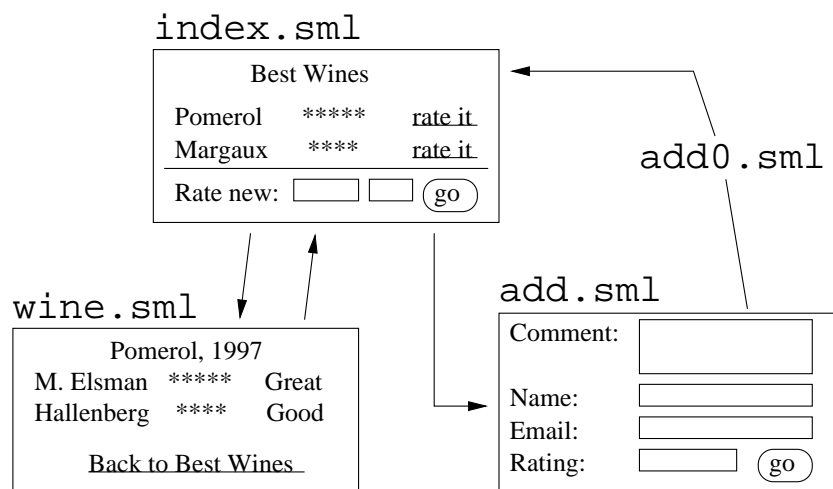 index.sml
Best Wines
Pomerol ***** rate it
Margaux **** rate it
Rate new: go
add0.sml
wine.sml
Pomerol, 1997
M. Elsman ***** Great
Hallenberg **** Good
Back to Best Wines
add.sml
Comment:
Name:
Email:
Rating: go